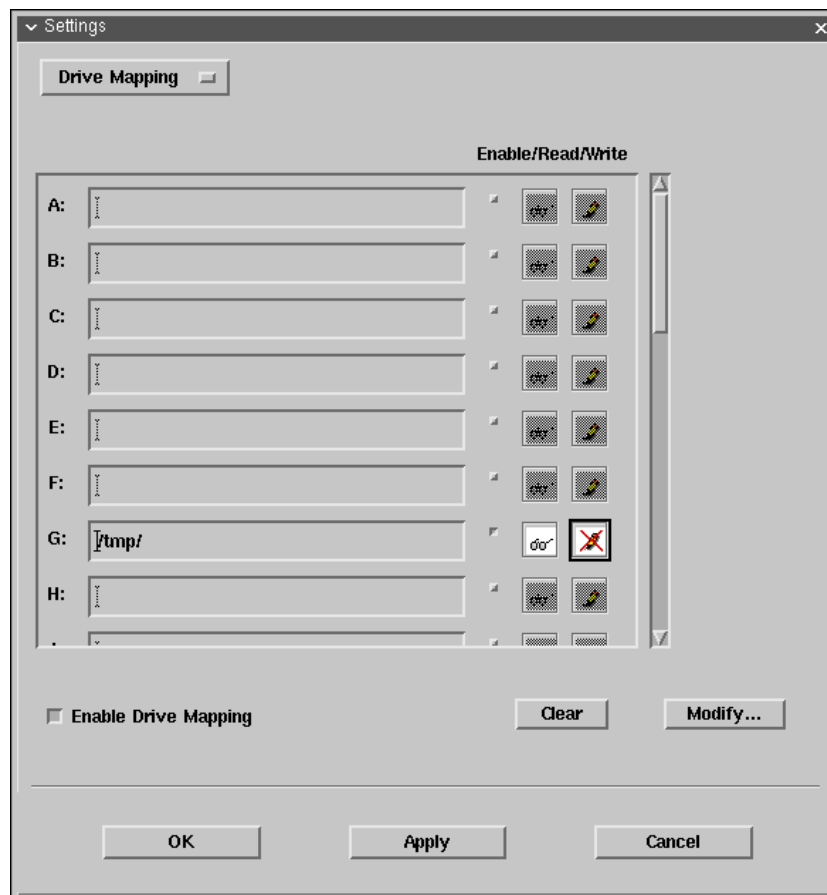 Settings
Drive Mapping
Enable/Read/Write
A:
B:
C:
D:
E:
F:
G: /tmp/
H:
Enable Drive Mapping
Clear
Modify...
OK
Apply
Cancel